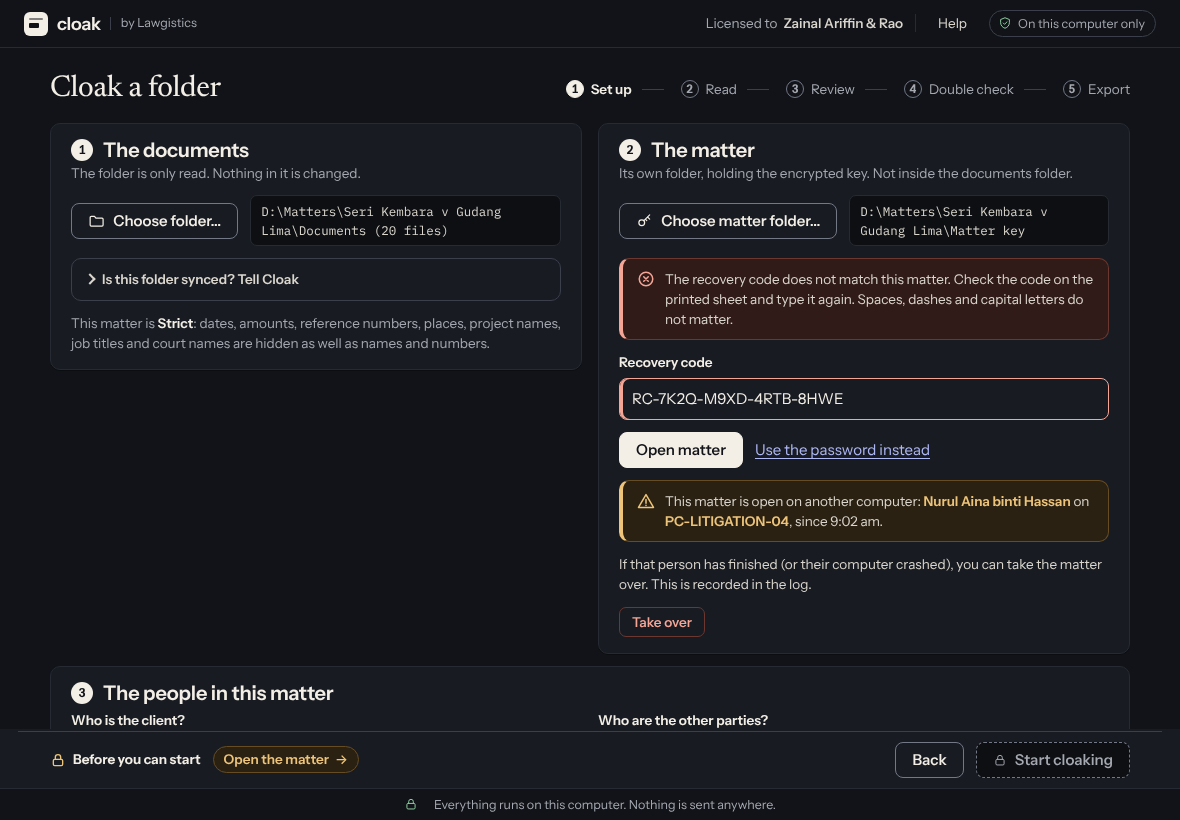 cloak by Lawgistics
Licensed to Zainal Ariffin & Rao
Help
On this computer only
Cloak a folder
1 Set up
2 Read
3 Review
4 Double check
5 Export
1 The documents
The folder is only read. Nothing in it is changed.
Choose folder...
D:\Matters\Seri Kembara v Gudang
Lima\Documents (20 files)
Is this folder synced? Tell Cloak
This matter is Strict: dates, amounts, reference numbers, places, project names,
job titles and court names are hidden as well as names and numbers.
2 The matter
Its own folder, holding the encrypted key. Not inside the documents folder.
Choose matter folder...
D:\Matters\Seri Kembara v
Gudang Lima\Matter key
The recovery code does not match this matter. Check the code on the
printed sheet and type it again. Spaces, dashes and capital letters do
not matter.
Recovery code
RC-7K2Q-M9XD-4RTB-8HWE
Open matter
Use the password instead
This matter is open on another computer: Nurul Aina binti Hassan on
PC-LITIGATION-04, since 9:02 am.
If that person has finished (or their computer crashed), you can take the matter
over. This is recorded in the log.
Take over
3 The people in this matter
Who is the client?
Who are the other parties?
Before you can start
Open the matter →
Back
Start cloaking
Everything runs on this computer. Nothing is sent anywhere.